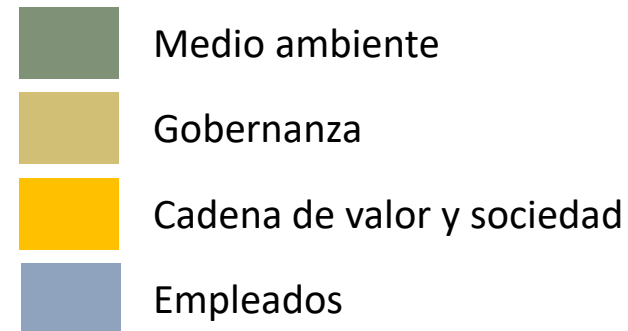 Medio ambiente
Gobernanza
Cadena de valor y sociedad
Empleados